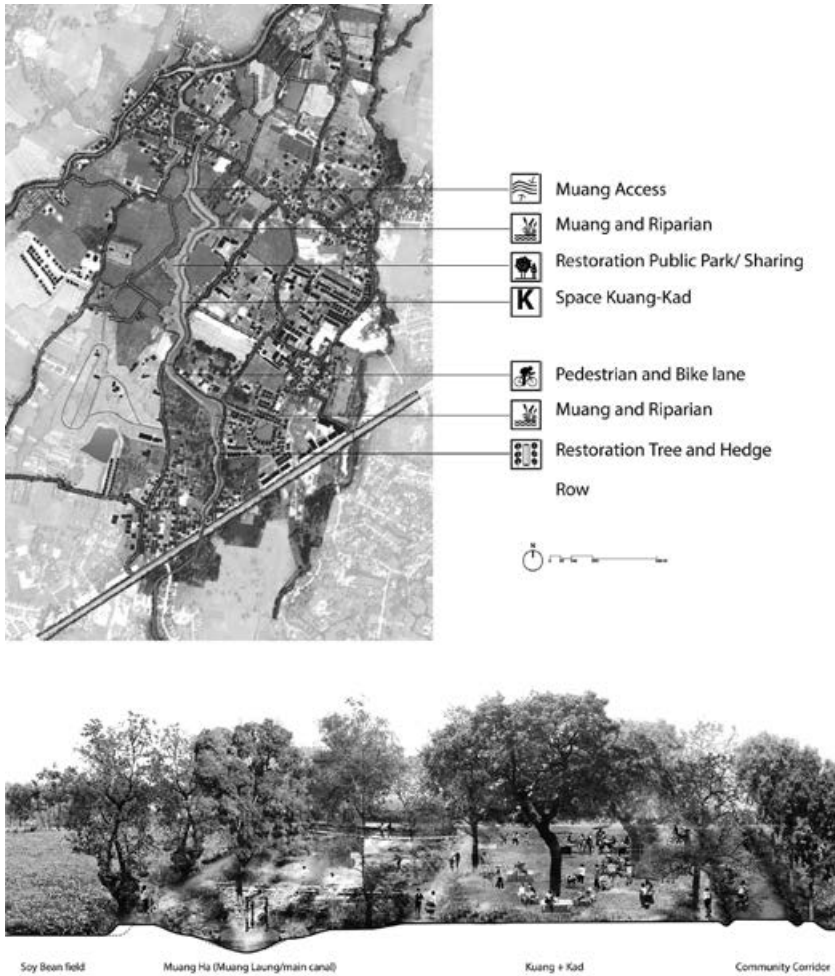 Muang Access
Muang and Riparian
Restoration Public Park/ Sharing
K
Space Kuang-Kad
Pedestrian and Bike lane
Muang and Riparian
Restoration Tree and Hedge
Row
N
Soy Bean field
Muang Ha (Muang Laung/main canal)
Kuang + Kad
Community Corridor